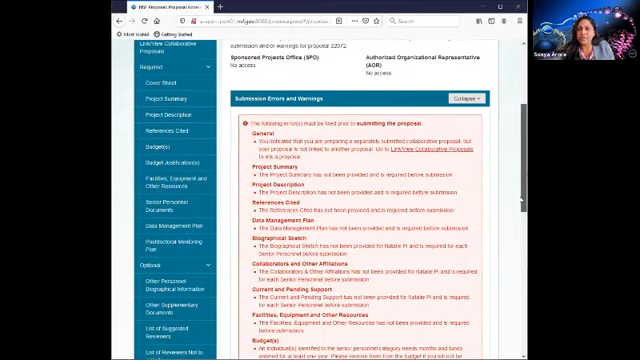 NSF Proposals Proposal Assem
nsf.gov:8080
Search
Most Visited
Getting Started
Link/View Collaborative
Proposals
Required
Cover Sheet
Project Summary
Project Description
References Cited
Budget(s)
Budget Justification(s)
Facilities, Equipment and
Other Resources
Senior Personnel
Documents
Data Management Plan
Postdoctoral Mentoring
Plan
Optional
Other Personnel
Biographical Information
Other Supplementary
Documents
List of Suggested
Reviewers
List of Reviewers Not to
submission and/or warnings for proposal 22072.
Sponsored Projects Office (SPO)
No access
Authorized Organizational Representative
(AOR)
No access
Submission Errors and Warnings
Collapse
The following error(s) must be fixed prior to submitting the proposal.
General
You indicated that you are preparing a separately submitted collaborative proposal, but
your proposal is not linked to another proposal. Go to Link/View Collaborative Proposals
to link a proposal.
Project Summary
The Project Summary has not been provided and is required before submission
Project Description
The Project Description has not been provided and is required before submission
References Cited
The References Cited has not been provided and is required before submission
Data Management Plan
The Data Management Plan has not been provided and is required before submission
Biographical Sketch
The Biographical Sketch has not been provided for Natalie PI and is required for each
Senior Personnel before submission
Collaborators and Other Affiliations
The Collaborators & Other Affiliations has not been provided for Natalie PI and is required
for each Senior Personnel before submission
Current and Pending Support
The Current and Pending Support has not been provided for Natalie PI and is required
for each Senior Personnel before submission
Facilities, Equipment and Other Resources
The Facilities, Equipment and Other Resources has not been provided and is required
before submission
Budget(s)
An individual(s) identified in the senior personnel category needs months and funds
entered for at least one year. Please remove them from the budget if you will not be
Sonya Arora